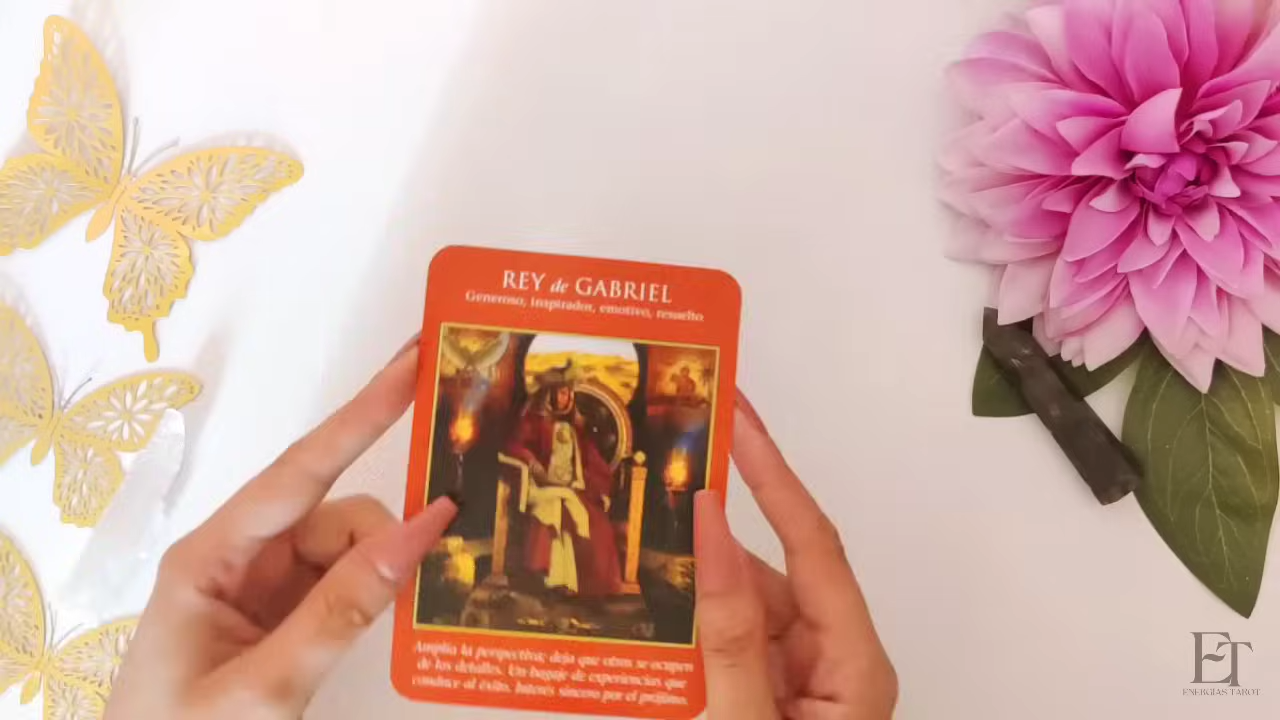 REY de GABRIEL
Generoso, inspirador, emotivo, resuelto
Amplía la perspectiva; deja que otros se ocupen
de los detalles. Un bagaje de experiencias que
conduce al éxito. Interés sincero por el prójimo.
ET
ENERGÍAS TAROT